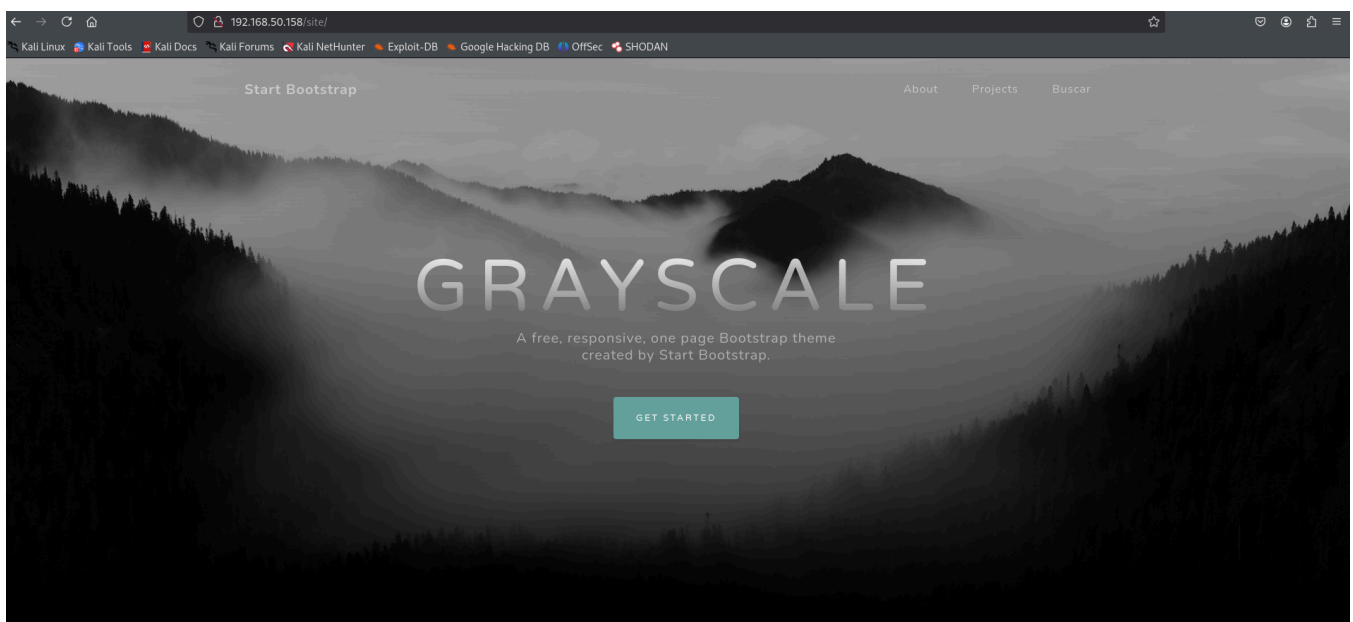 192.168.50.158/site/
Kali Linux Kali Tools Kali Docs Kali Forums Kali NetHunter Exploit-DB Google Hacking DB OffSec SHODAN
Start Bootstrap About Projects Buscar
GRAYSCALE
A free, responsive, one page Bootstrap theme
created by Start Bootstrap.
GET STARTED